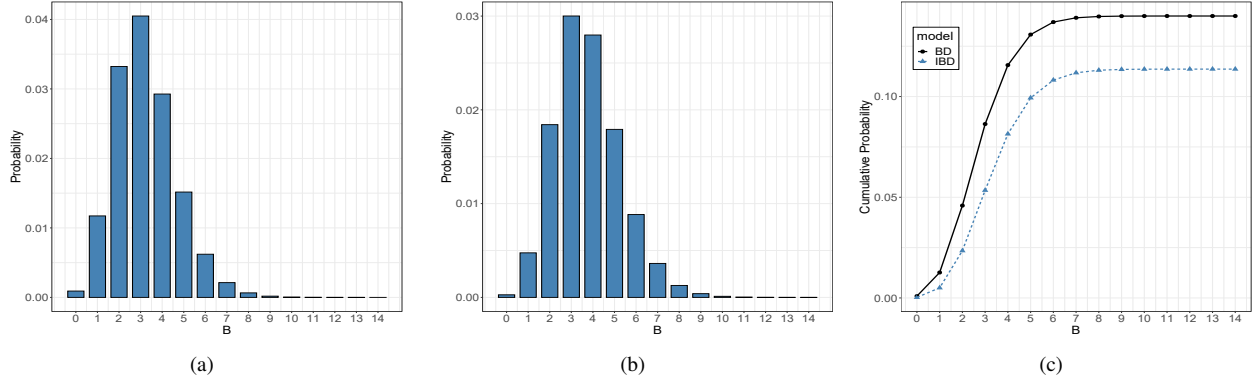 0.04
0.03
0.02
0.01
0.00
Probability
0 1 2 3 4 5 6 7 8 9 10 11 12 13 14
B
(a)
0.03
0.02
0.01
0.00
Probability
0 1 2 3 4 5 6 7 8 9 10 11 12 13 14
B
(b)
model
BD
IBD
0.10
0.05
0.00
Cumulative Probability
0 1 2 3 4 5 6 7 8 9 10 11 12 13 14
B
(c)